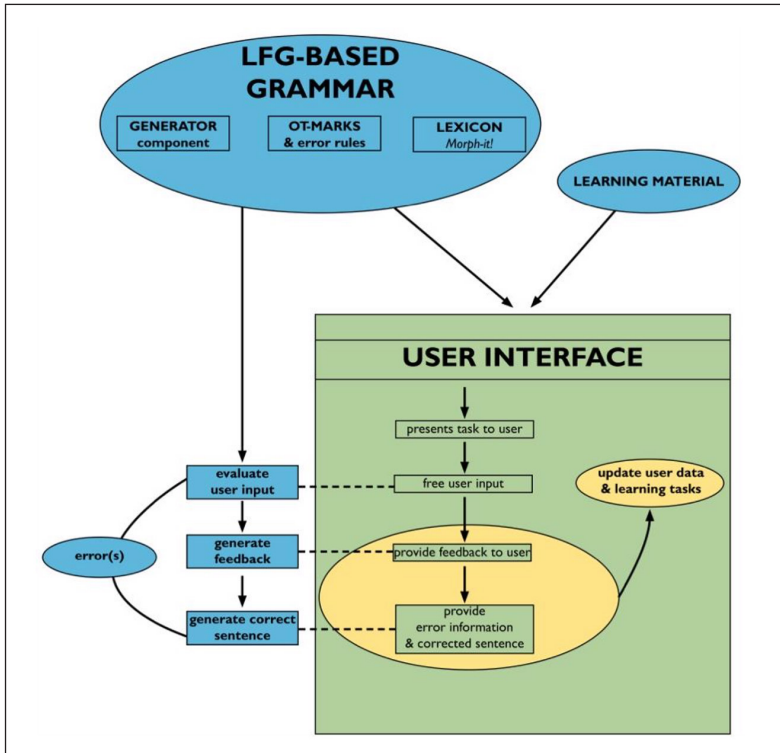 LFG-BASED
GRAMMAR
GENERATOR
component
OT-MARKS
& error rules
LEXICON
Morph-it!
LEARNING MATERIAL
USER INTERFACE
presents task to user
evaluate
user input
free user input
update user data
& learning tasks
error(s)
generate
feedback
provide feedback to user
generate correct
sentence
provide
error information
& corrected sentence